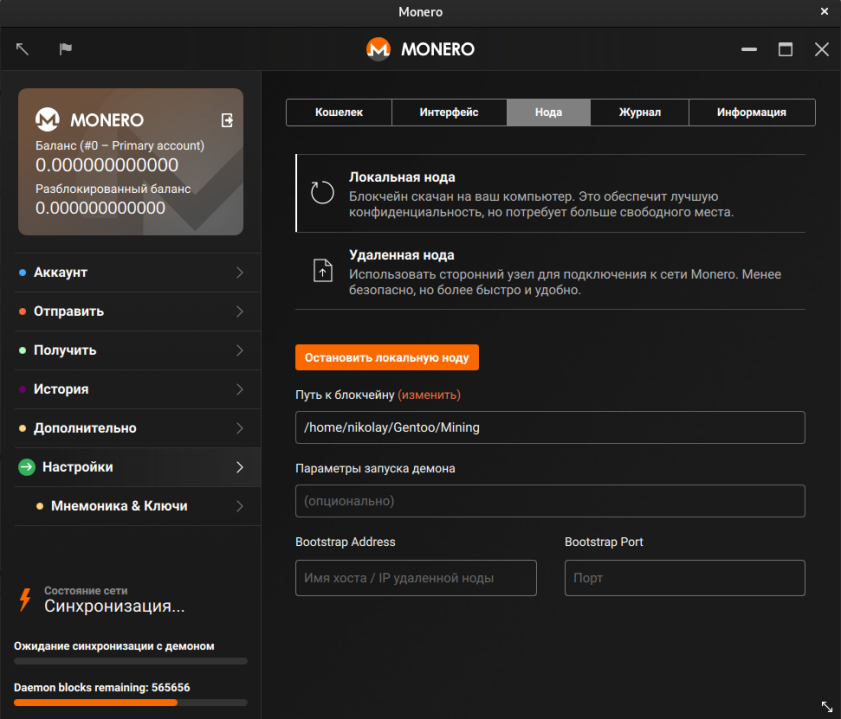 Monero
MONERO
MONERO
Баланс (#0 – Primary account)
0.000000000000
Разблокированный баланс
0.000000000000
Аккаунт
Отправить
Получить
История
Дополнительно
Настройки
Мнемоника & Ключи
Состояние сети
Синхронизация...
Ожидание синхронизации с демоном
Daemon blocks remaining: 565656
Кошелек
Интерфейс
Нода
Журнал
Информация
Локальная нода
Блокчейн скачан на ваш компьютер. Это обеспечит лучшую
конфиденциальность, но потребует больше свободного места.
Удаленная нода
Использовать сторонний узел для подключения к сети Monero. Менее
безопасно, но более быстро и удобно.
Остановить локальную ноду
Путь к блокчейну (изменить)
/home/nikolay/Gentoo/Mining
Параметры запуска демона
(опционально)
Bootstrap Address
Bootstrap Port
Имя хоста / IP удаленной ноды
Порт